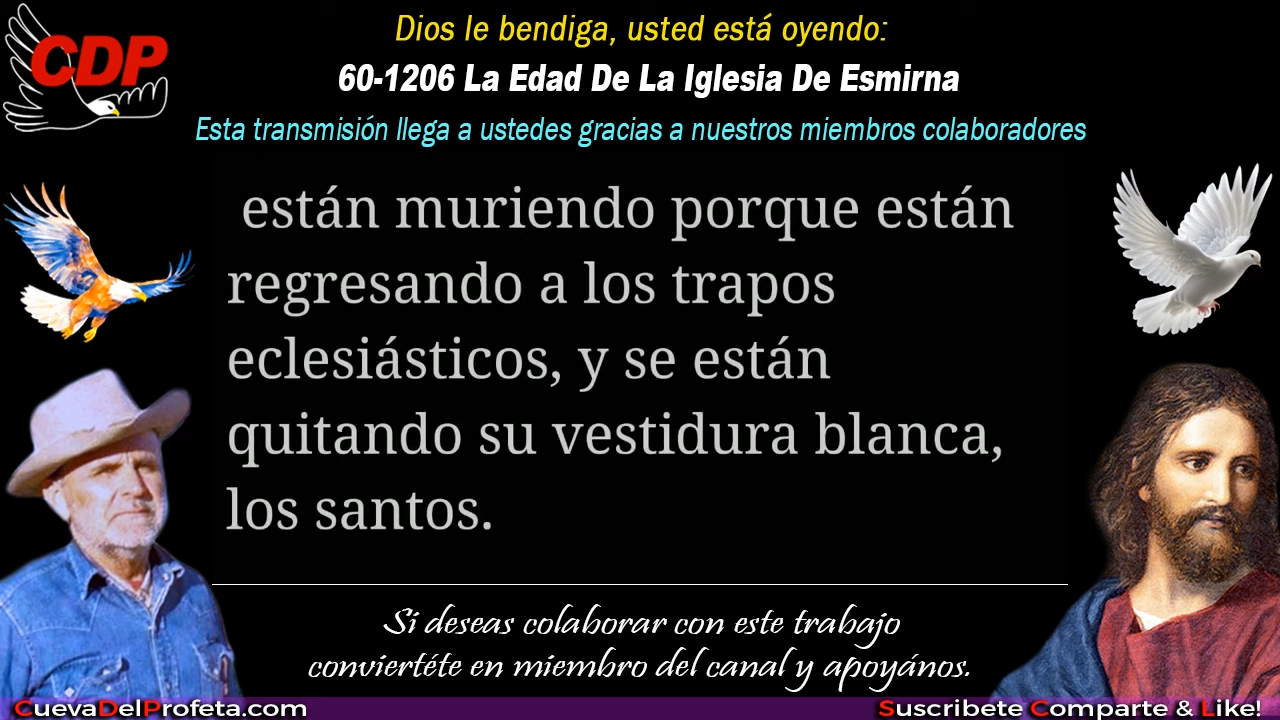 CDP
Dios le bendiga, usted está oyendo:
60-1206 La Edad De La Iglesia De Esmirna
Esta transmisión llega a ustedes gracias a nuestros miembros colaboradores
están muriendo porque están
regresando a los trapos
eclesiásticos, y se están
quitando su vestidura blanca,
los santos.
Si deseas colaborar con este trabajo
conviertéte en miembro del canal y apoyános.
CuevaDelProfeta.com
Suscribete Comparte & Like!